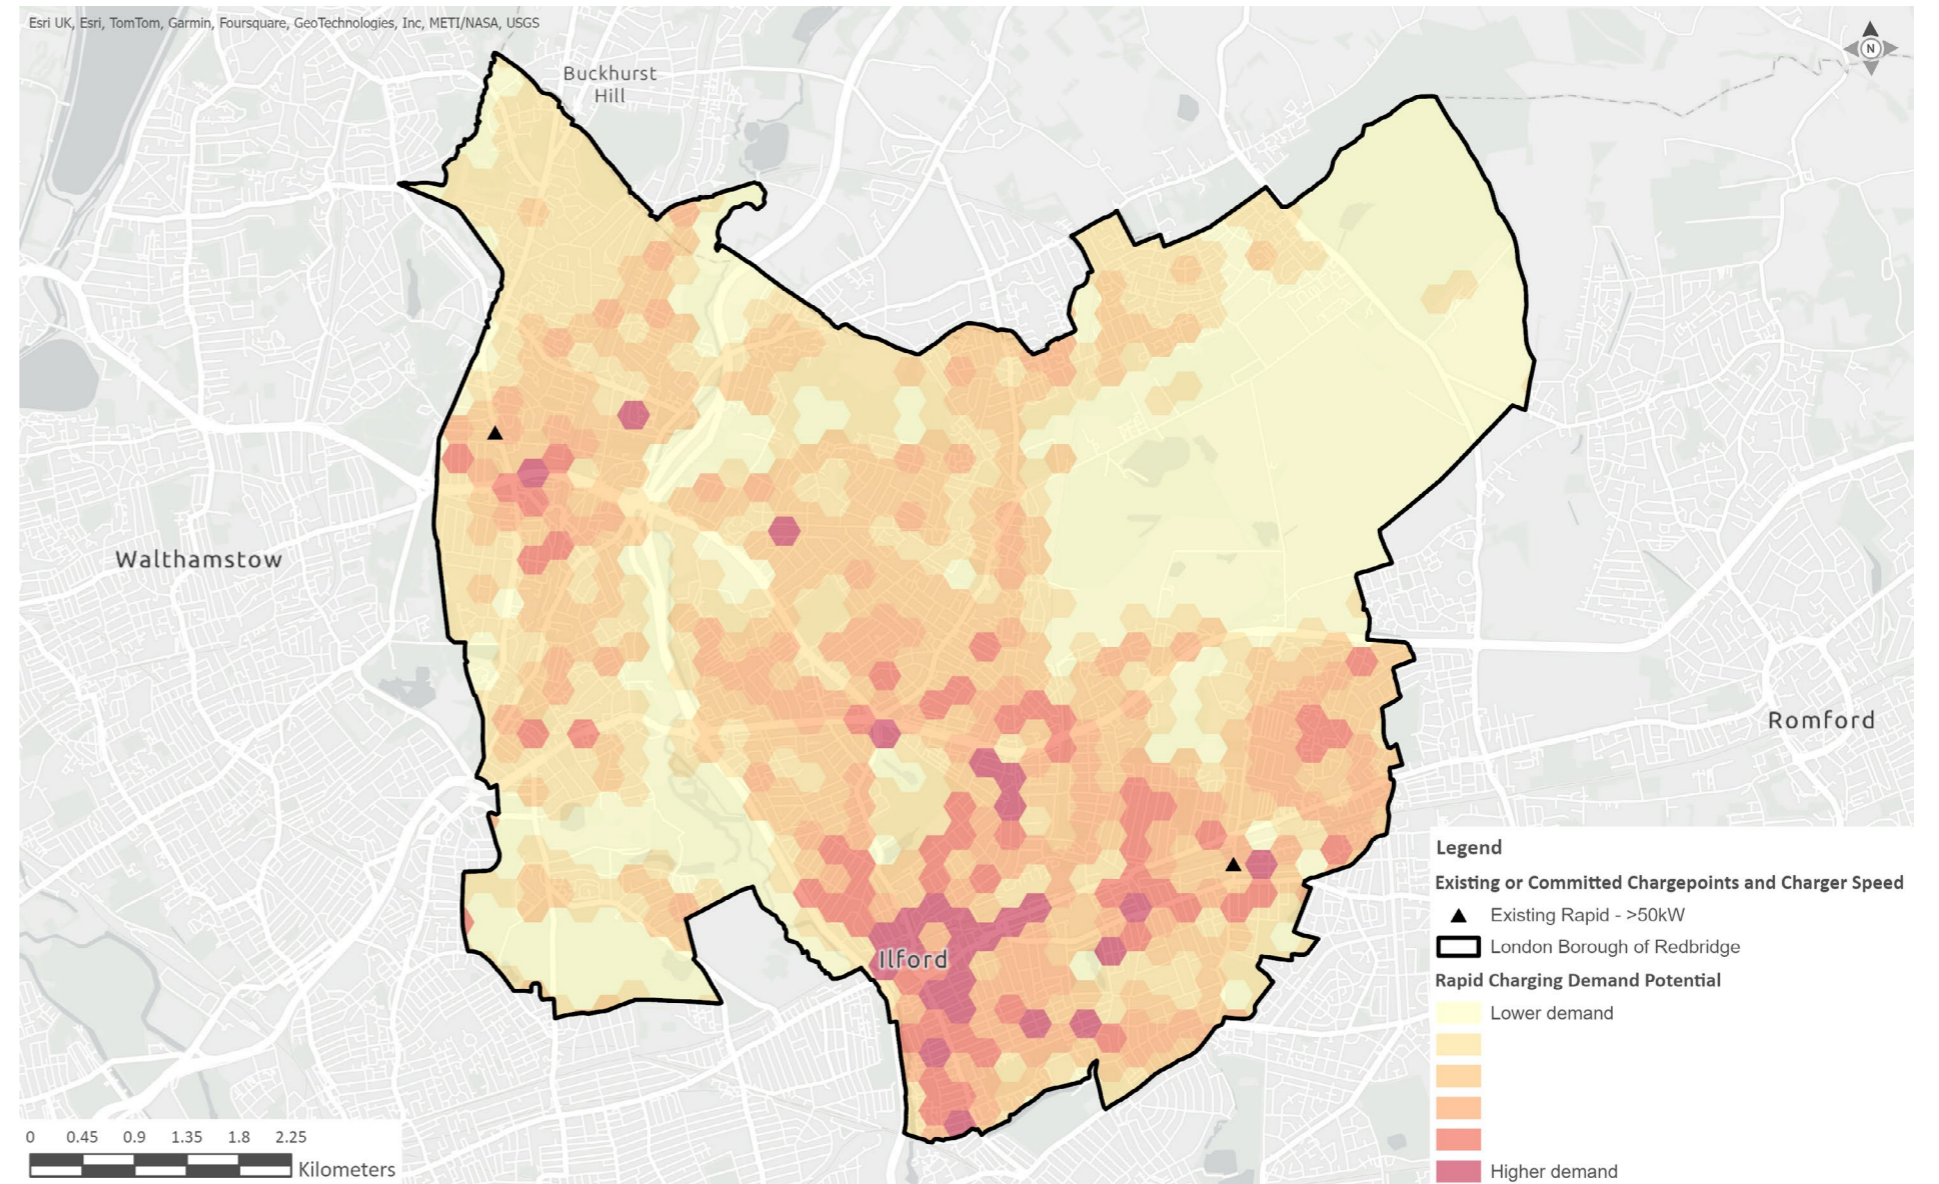 Esri UK, Esri, TomTom, Garmin, Foursquare, GeoTechnologies, Inc, METI/NASA, USGS
N
Buckhurst
Hill
Walthamstow
Romford
Ilford
Legend
Existing or Committed Chargepoints and Charger Speed
Existing Rapid - >50kW
London Borough of Redbridge
Rapid Charging Demand Potential
Lower demand
Higher demand
0 0.45 0.9 1.35 1.8 2.25
Kilometers